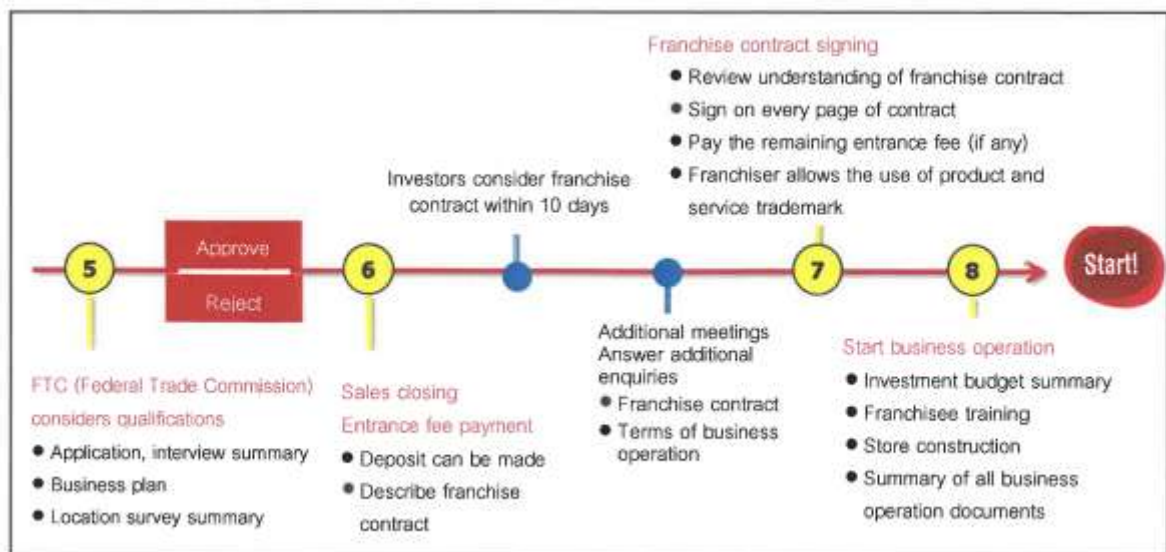 Franchise contract signing
● Review understanding of franchise contract
● Sign on every page of contract
● Pay the remaining entrance fee (if any)
● Franchiser allows the use of product and
service trademark
Investors consider franchise
contract within 10 days
5
Approve
Reject
6
7
8
Start!
FTC (Federal Trade Commission)
considers qualifications
● Application, interview summary
● Business plan
● Location survey summary
Sales closing
Entrance fee payment
● Deposit can be made
● Describe franchise
contract
Additional meetings
Answer additional
enquiries
● Franchise contract
● Terms of business
operation
Start business operation
● Investment budget summary
● Franchisee training
● Store construction
● Summary of all business
operation documents